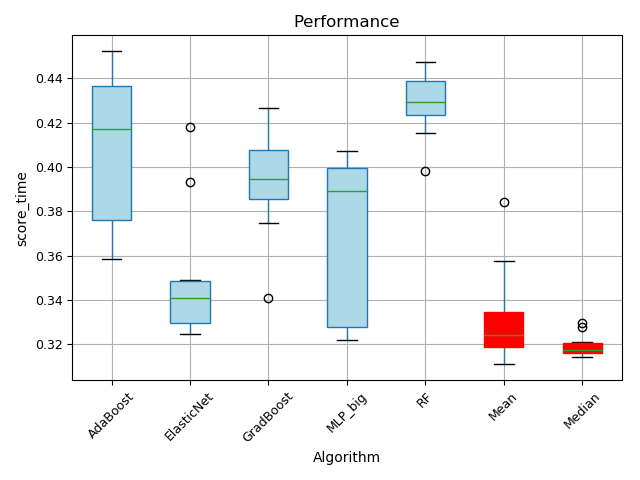 Performance
0.44
0.42
0.40
0.38
0.36
0.34
0.32
score_time
AdaBoost
ElasticNet
GradBoost
MLP_big
RF
Mean
Median
Algorithm